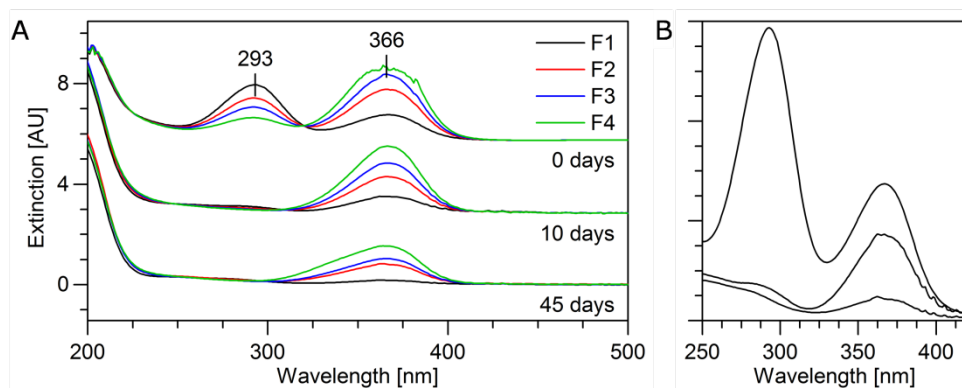 A
B
293
366
F1
F2
F3
F4
0 days
10 days
45 days
8
4
0
Extinction [AU]
200
300
400
500
Wavelength [nm]
250
300
350
400
Wavelength [nm]